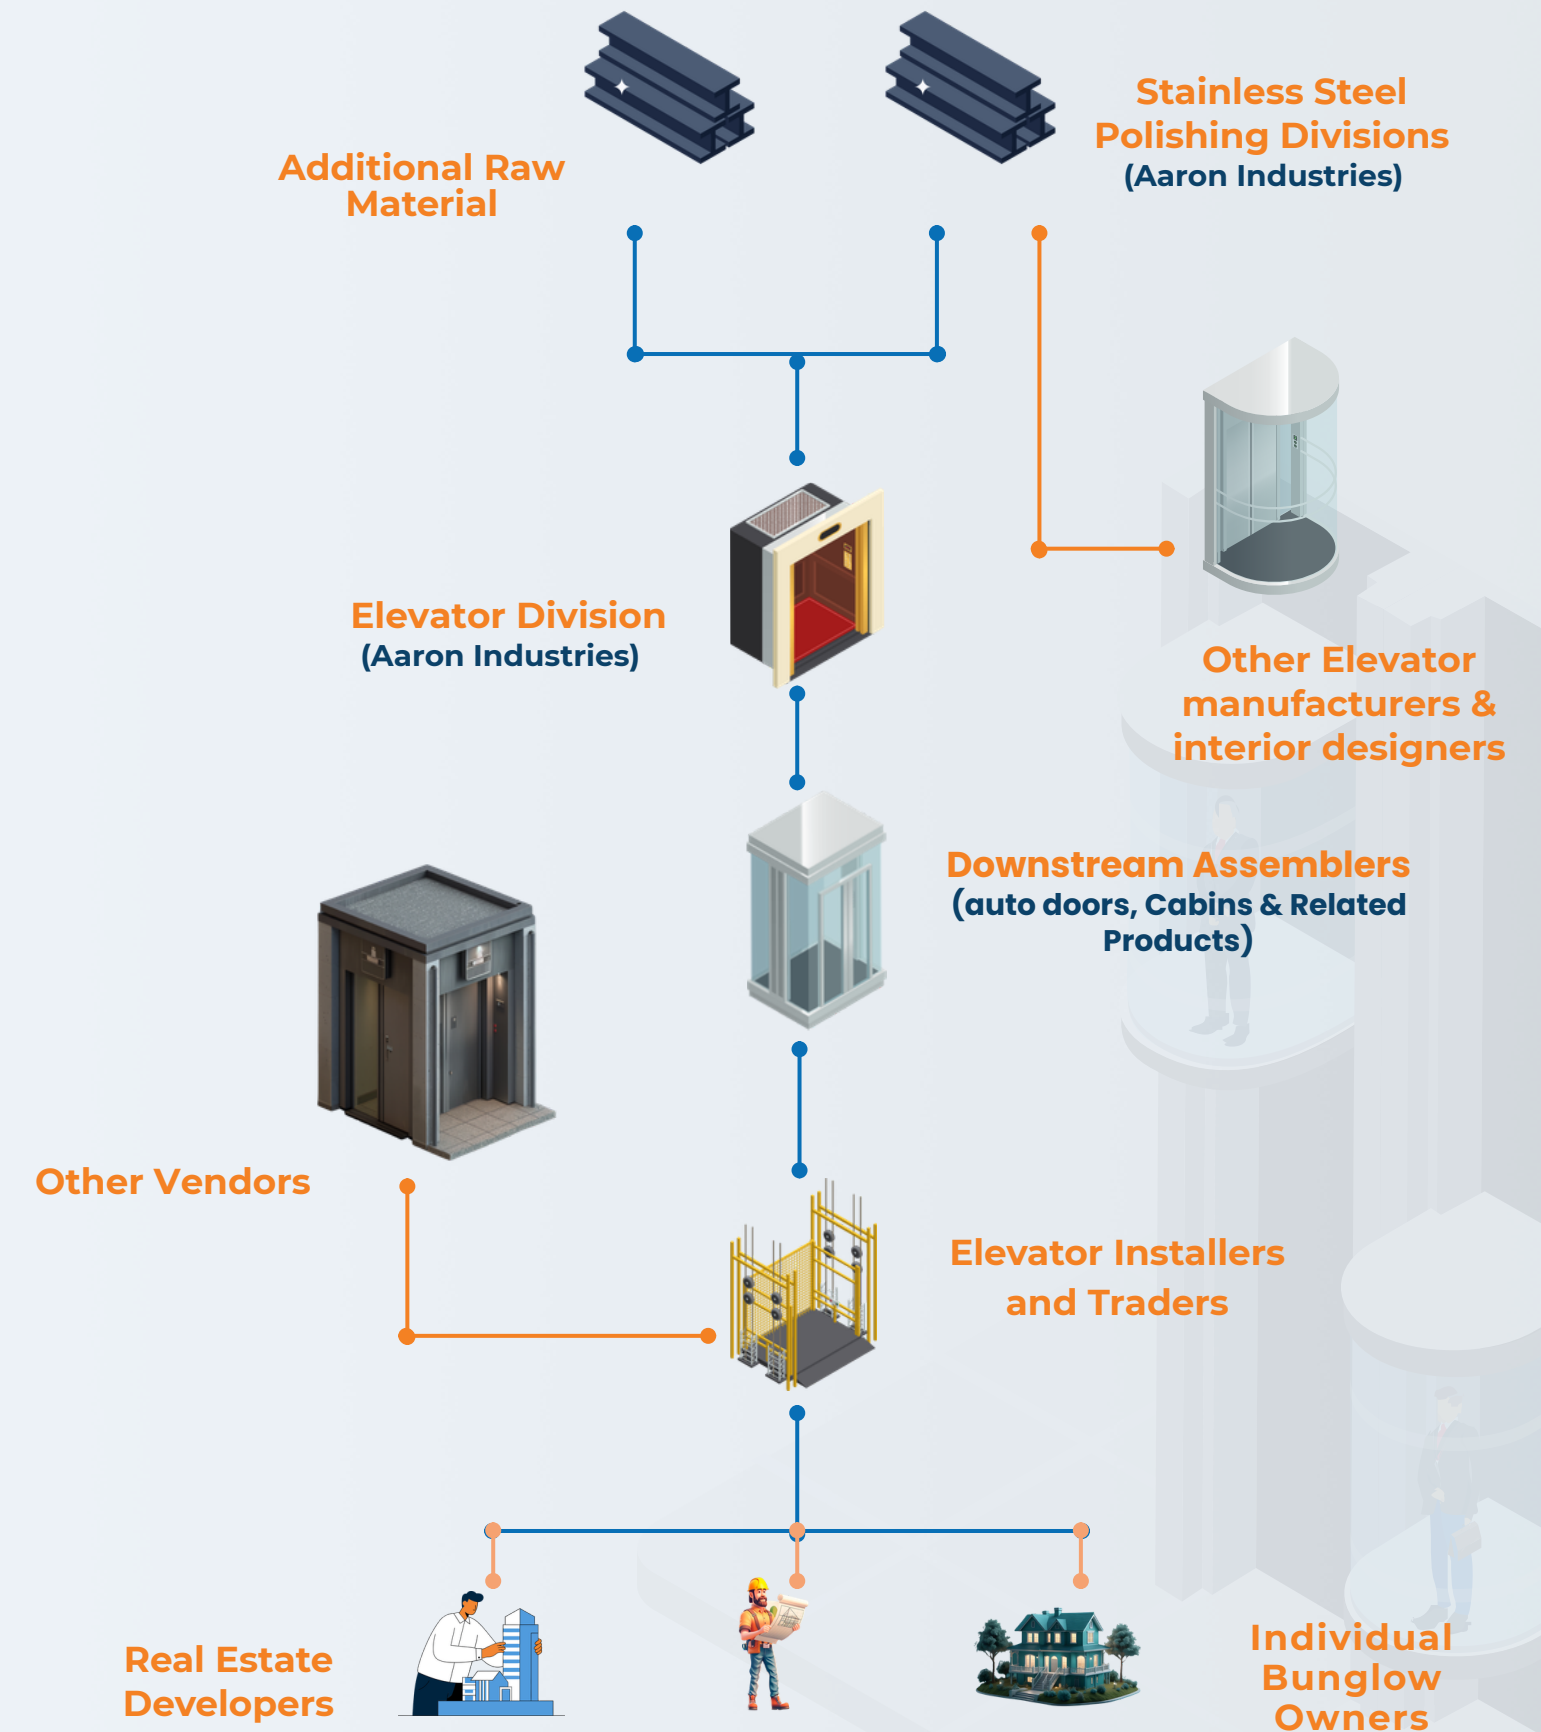 Stainless Steel
Polishing Divisions
(Aaron Industries)
Additional Raw
Material
Elevator Division
(Aaron Industries)
Other Elevator
manufacturers &
interior designers
Downstream Assemblers
(auto doors, Cabins & Related
Products)
Other Vendors
Elevator Installers
and Traders
Real Estate
Developers
Individual
Bunglow
Owners